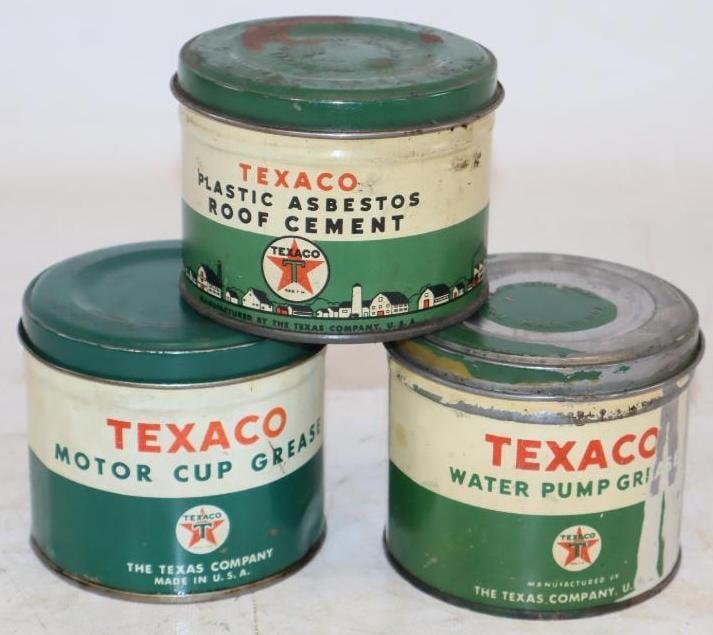 TEXACO
PLASTIC ASBESTOS
ROOF CEMENT
TEXACO
T
MANUFACTURED BY THE TEXAS COMPANY, U.S.A.
TEXACO
MOTOR CUP GREASE
TEXACO
T
THE TEXAS COMPANY
MADE IN U.S.A.
TEXACO
WATER PUMP GREASE
TEXACO
T
MANUFACTURED BY
THE TEXAS COMPANY, U.